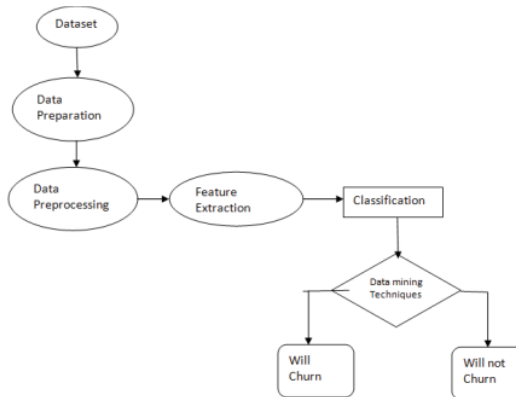 Dataset
Data
Preparation
Data
Preprocessing
Feature
Extraction
Classification
Data mining
Techniques
Will
Churn
Will not
Churn